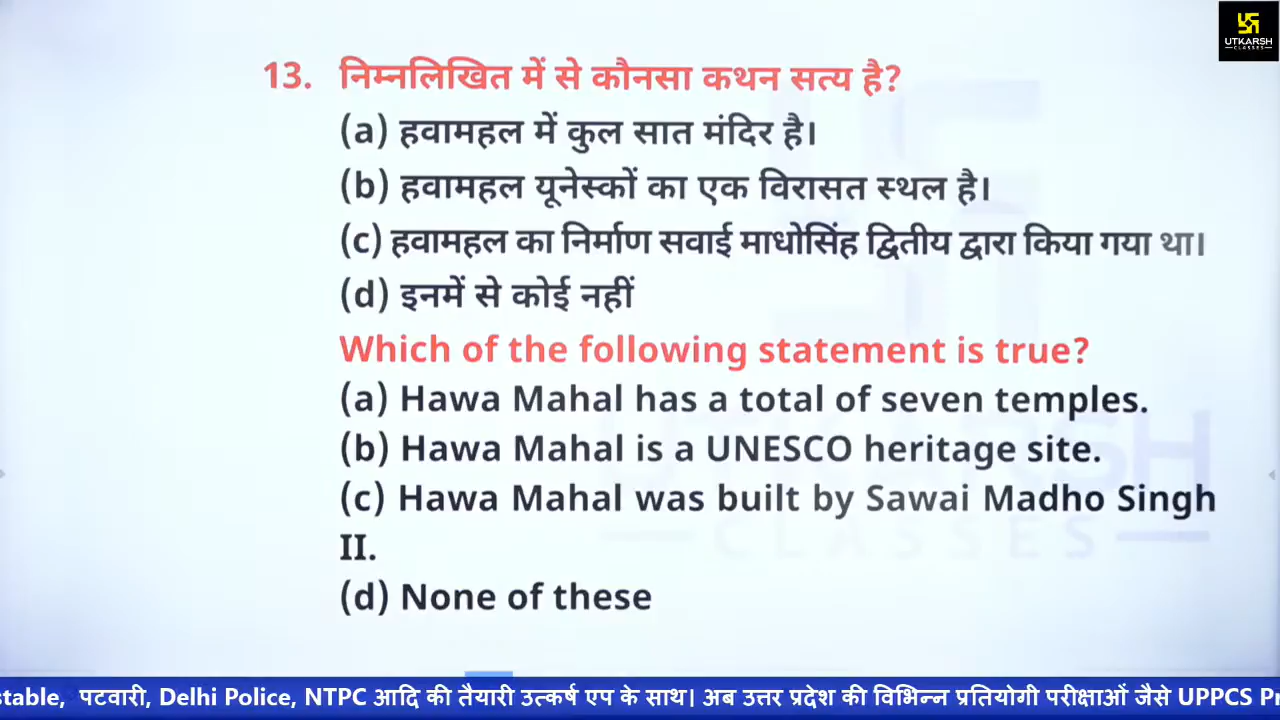 UTKARSH
CLASSES
13. निम्नलिखित में से कौनसा कथन सत्य है?
(a) हवामहल में कुल सात मंदिर है।
(b) हवामहल यूनेस्कों का एक विरासत स्थल है।
(c) हवामहल का निर्माण सवाई माधोसिंह द्वितीय द्वारा किया गया था।
(d) इनमें से कोई नहीं
Which of the following statement is true?
(a) Hawa Mahal has a total of seven temples.
(b) Hawa Mahal is a UNESCO heritage site.
(c) Hawa Mahal was built by Sawai Madho Singh
II.
(d) None of these
stable, पटवारी, Delhi Police, NTPC आदि की तैयारी उत्कर्ष एप के साथ। अब उत्तर प्रदेश की विभिन्न प्रतियोगी परीक्षाओं जैसे UPPCS Pr